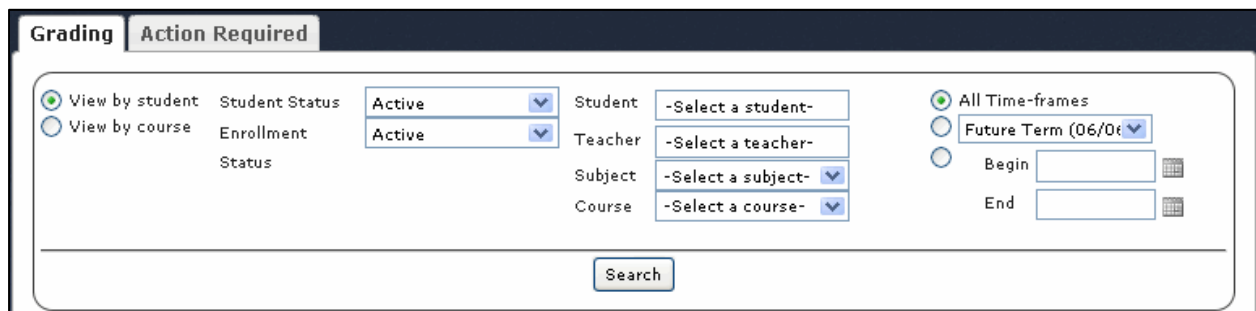 Grading Action Required
View by student
View by course
Student Status Active
Enrollment Status Active
Student -Select a student-
Teacher -Select a teacher-
Subject -Select a subject-
Course -Select a course-
All Time-frames
Future Term (06/0
Begin
End
Search